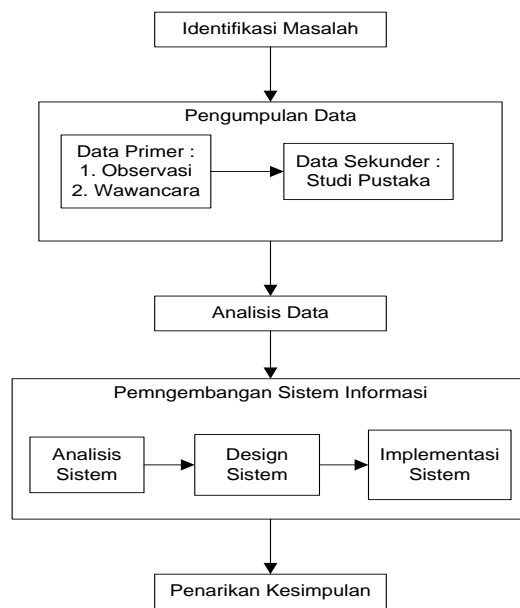 Identifikasi Masalah
Pengumpulan Data
Data Primer :
1. Observasi
2. Wawancara
Data Sekunder :
Studi Pustaka
Analisis Data
Pemngembangan Sistem Informasi
Analisis
Sistem
Design
Sistem
Implementasi
Sistem
Penarikan Kesimpulan